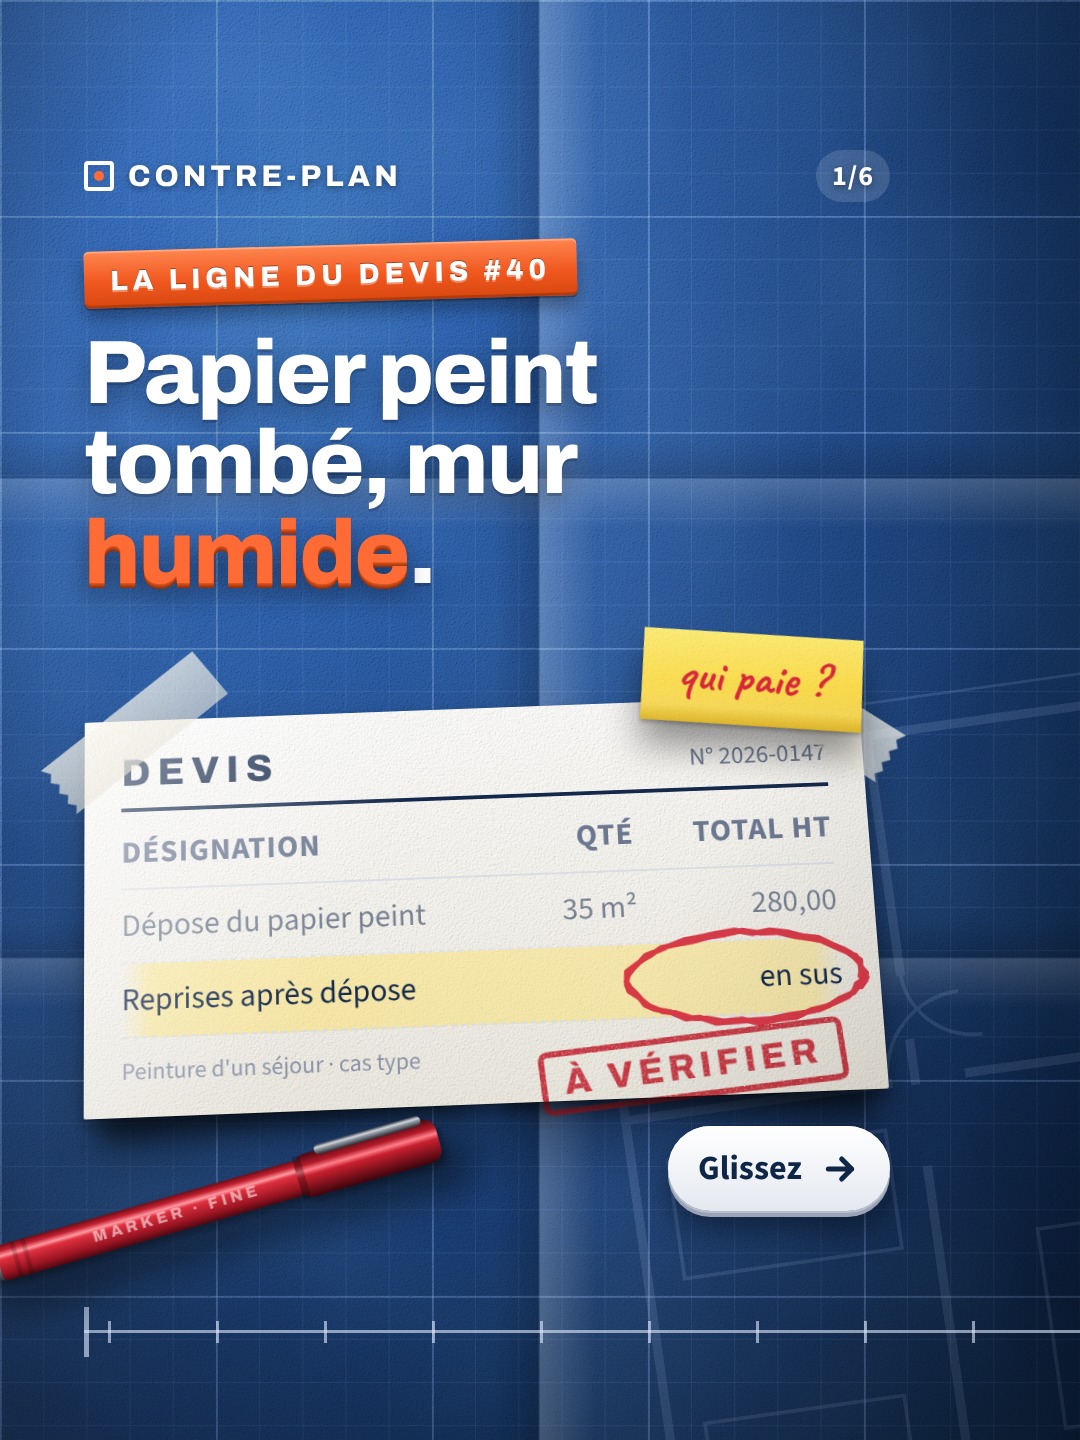 CONTRE-PLAN
1/6
LA LIGNE DU DEVIS #40
Papier peint
tombé, mur
humide.
qui paie ?
DEVIS
N° 2026-0147
DÉSIGNATION QTÉ TOTAL HT
Dépose du papier peint 35 m² 280,00
Reprises après dépose en sus
Peinture d'un séjour · cas type
À VÉRIFIER
MARKER · FINE
Glissez →